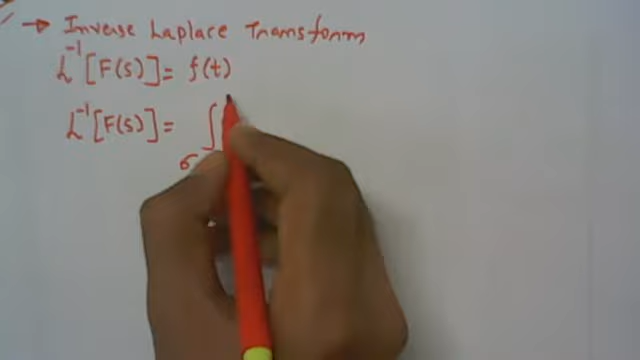 → Inverse Laplace Transform
L⁻¹[F(s)] = f(t)
L⁻¹[F(s)] = ∫
σ